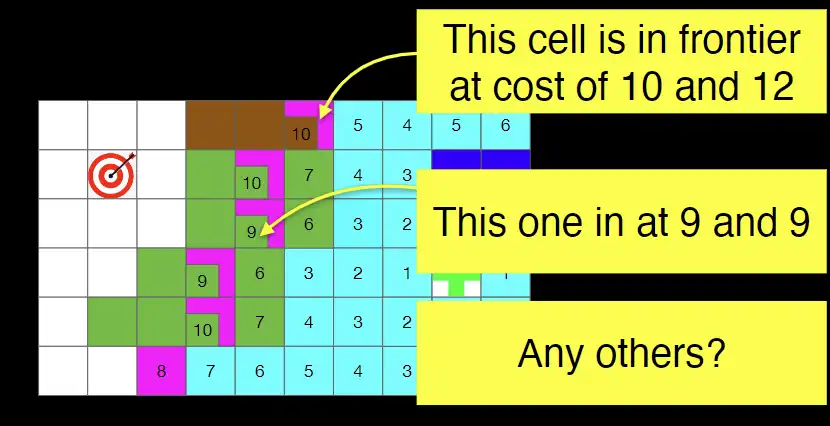 This cell is in frontier
at cost of 10 and 12
10 5 4 5 6
10 7 4 3
9 6 3 2
This one in at 9 and 9
9 6 3 2 1
10 7 4 3 2
8 7 6 5 4 3
Any others?